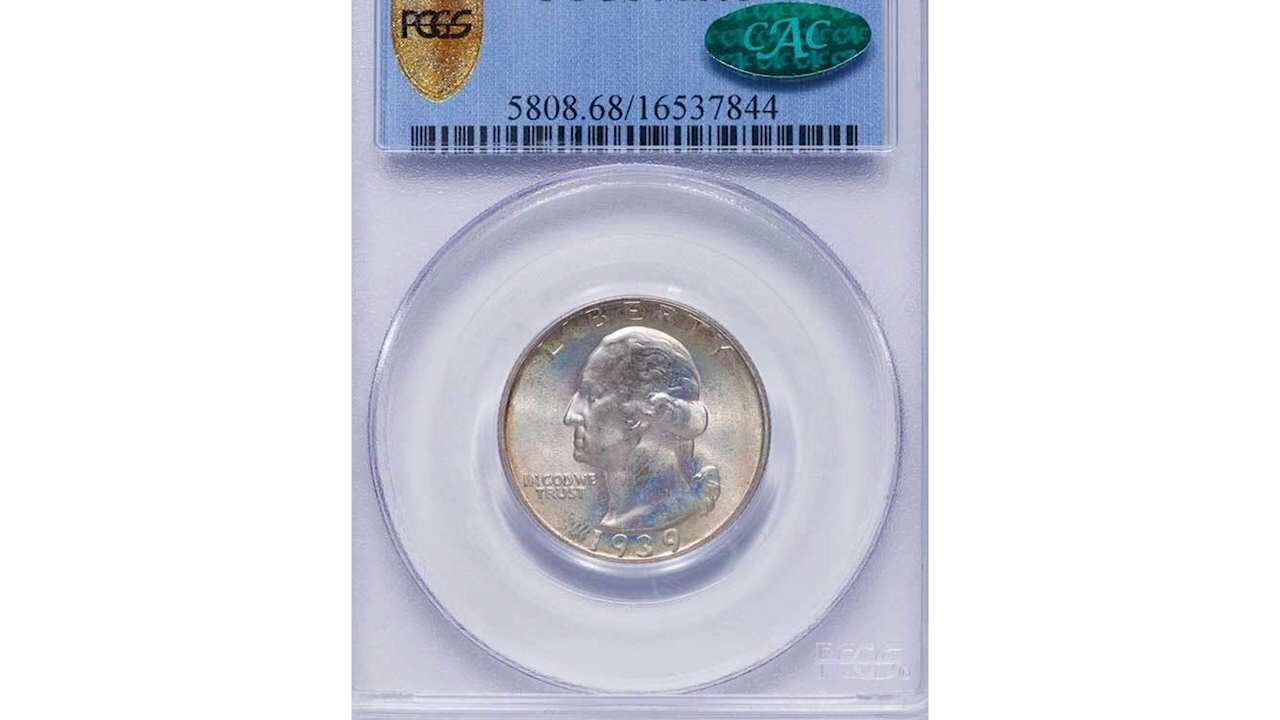 PCGS
CAC
5808.68/16537844
LIBERTY
IN GOD WE
TRUST
1939
PCGS